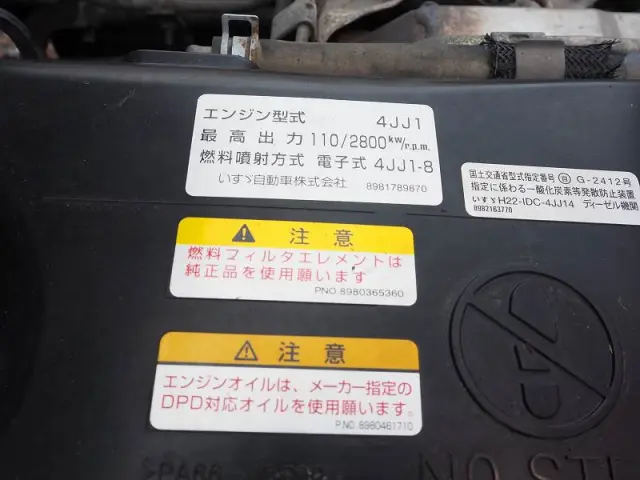 エンジン型式 4JJ1
最高出力 110/2800 kW/r.p.m.
燃料噴射方式 電子式 4JJ1-8
いすゞ自動車株式会社 8981789870
国土交通省型式指定番号 自 G-2412号
指定に係わる一酸化炭素等発散防止装置
いすゞH22-IDC-4JJ14 ディーゼル機関
8982183770
注意
燃料フィルタエレメントは
純正品を使用願います
PNO.8980365360
注意
エンジンオイルは、メーカー指定の
DPD対応オイルを使用願います。
P.NO.8980461710
NO ST